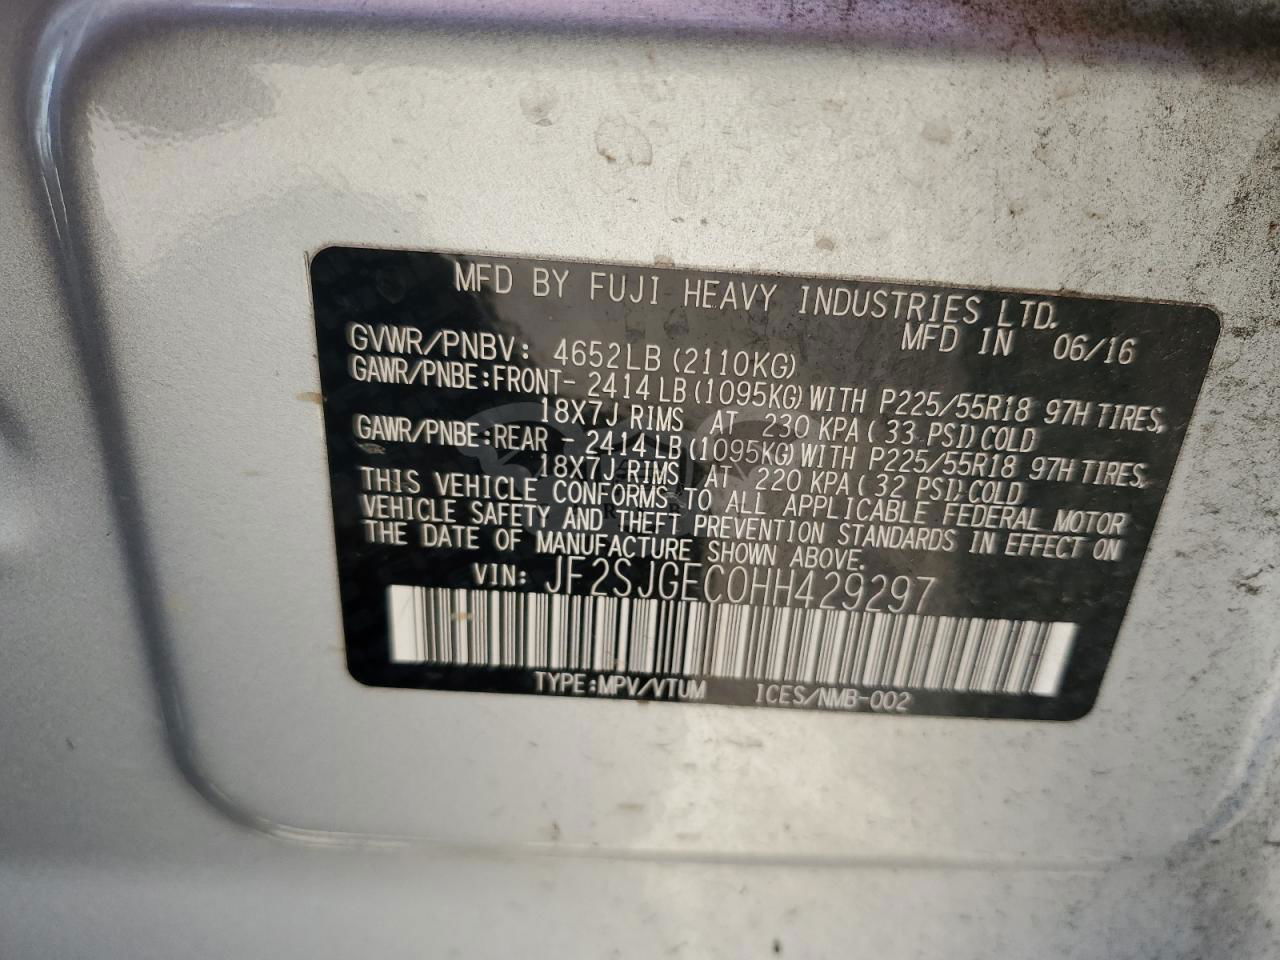 MFD BY FUJI HEAVY INDUSTRIES LTD.
MFD IN 06/16
GVWR/PNBV: 4652LB(2110KG)
GAWR/PNBE:FRONT- 2414LB(1095KG)WITH P225/55R18 97H TIRES,
18X7J RIMS AT 230 KPA(33 PSI)COLD
GAWR/PNBE:REAR - 2414LB(1095KG)WITH P225/55R18 97H TIRES,
18X7J RIMS AT 220 KPA(32 PSI)COLD
THIS VEHICLE CONFORMS TO ALL APPLICABLE FEDERAL MOTOR
VEHICLE SAFETY AND THEFT PREVENTION STANDARDS IN EFFECT ON
THE DATE OF MANUFACTURE SHOWN ABOVE.
VIN: JF2SJGEC0HH429297
TYPE:MPV/VTUM ICES/NMB-002